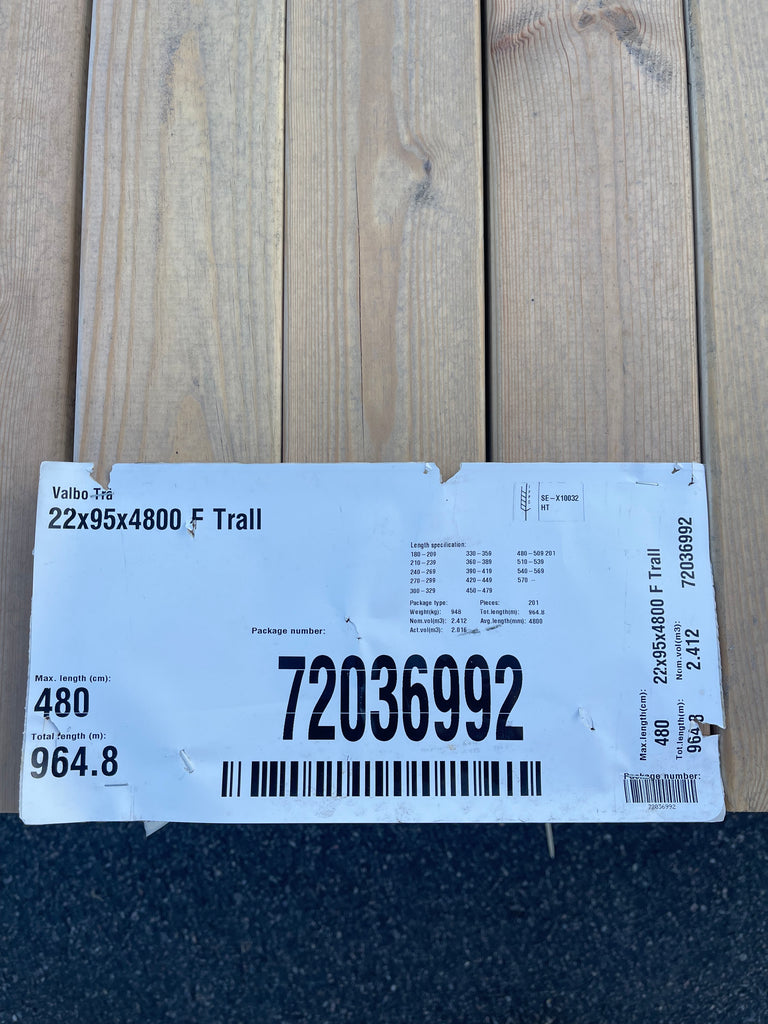 Valbo Trä
22x95x4800 F Trall
SE-X10032
HT
Length specification:
180-209 330-359 480-509 201
210-239 360-389 510-539
240-269 390-419 540-569
270-299 420-449 570 -
300-329 450-479
Package type: Pieces: 201
Weight(kg): 948 Tot.length(m): 964.8
Nom.vol(m3): 2.412 Avg.length(mm): 4800
Act.vol(m3): 2.016
Package number:
72036992
Max. length (cm):
480
Total length (m):
964.8
22x95x4800 F Trall 72036992
Max.length(cm): Nom.vol(m3):
480 2.412
Tot.length(m):
964.8
Package number:
72036992